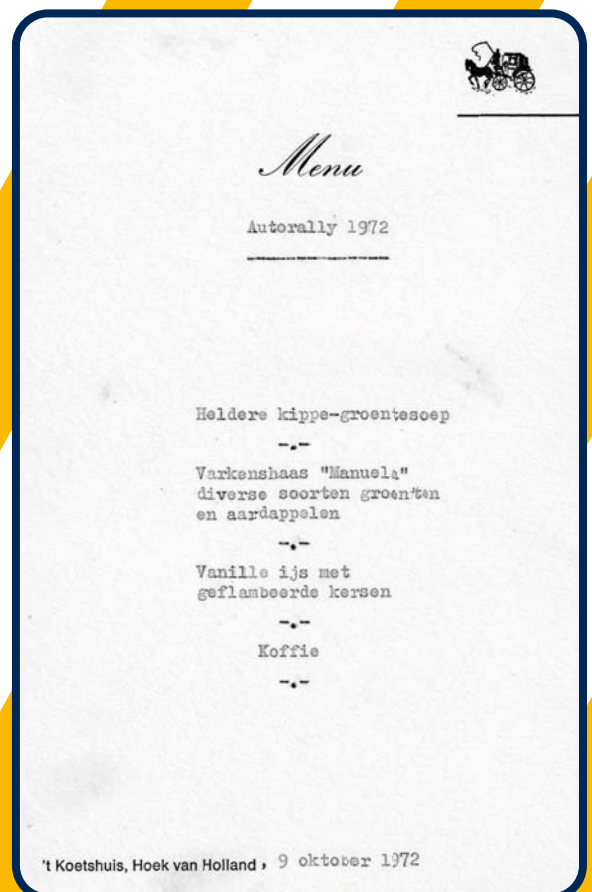 Menu
Autorally 1972
Heldere kippe-groentesoep
-.-
Varkenshaas "Manuela"
diverse soorten groenten
en aardappelen
-.-
Vanille ijs met
geflambeerde kersen
-.-
Koffie
-.-
't Koetshuis, Hoek van Holland, 9 oktober 1972